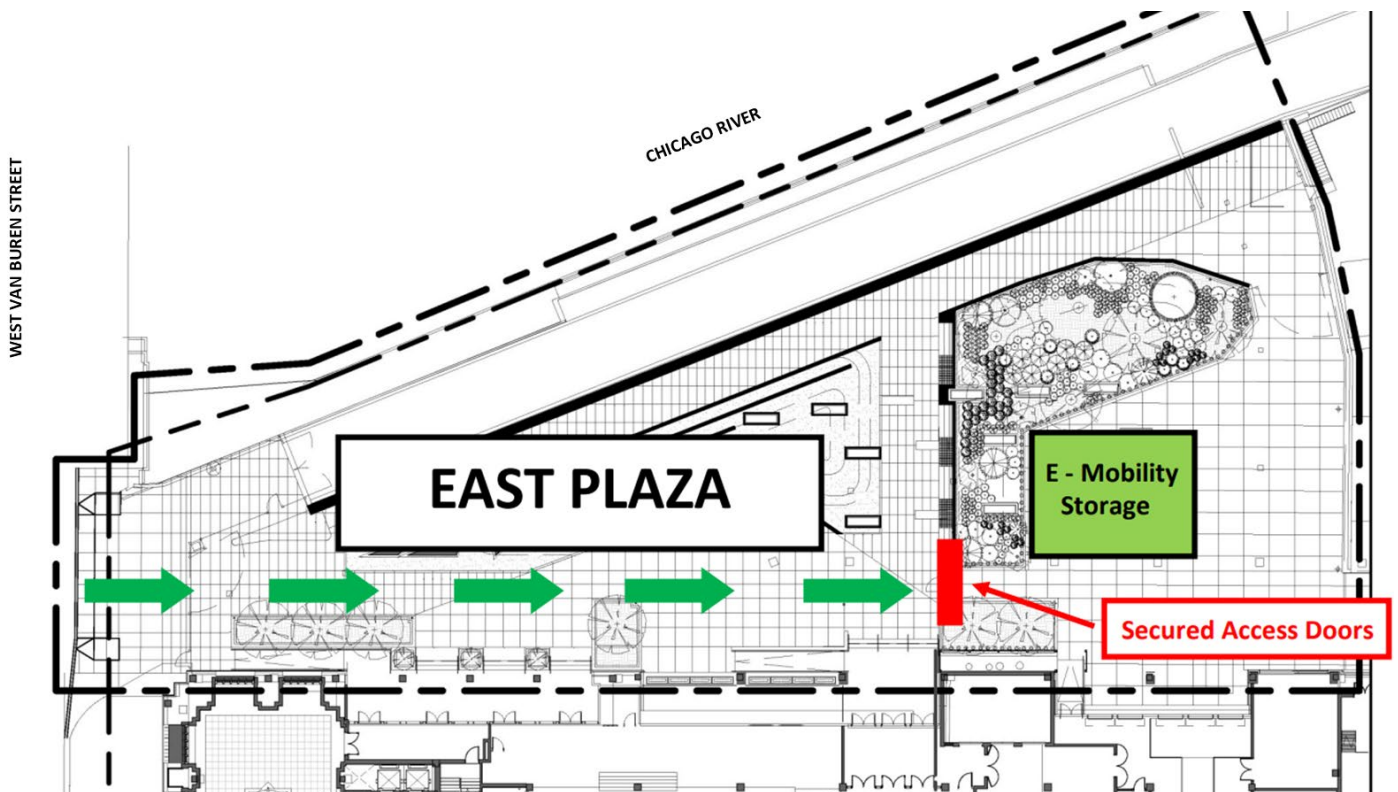 WEST VAN BUREN STREET
CHICAGO RIVER
EAST PLAZA
E - Mobility
Storage
Secured Access Doors